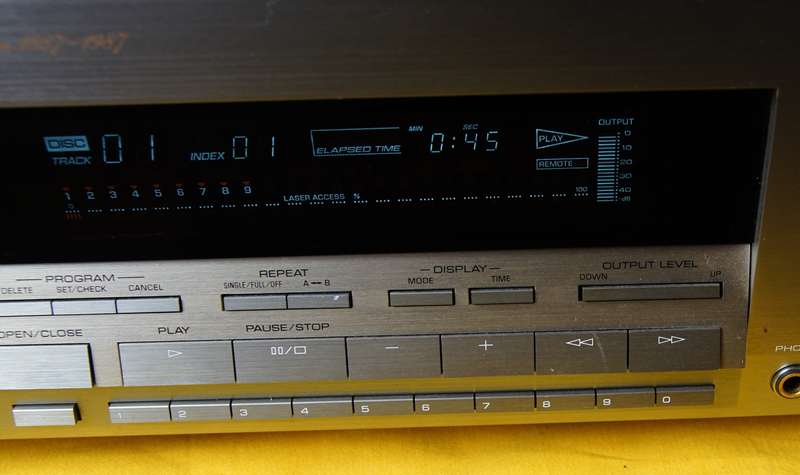 DISC
TRACK 01 INDEX 01 ELAPSED TIME MIN SEC 0:45 PLAY OUTPUT
REMOTE
0
10
20
30
40
-dB
1 2 3 4 5 6 7 8 9
0 LASER ACCESS % 100
PROGRAM REPEAT DISPLAY OUTPUT LEVEL
DELETE SET/CHECK CANCEL SINGLE/FULL/OFF A↔B MODE TIME DOWN UP
OPEN/CLOSE PLAY PAUSE/STOP
− +
PHO
1 2 3 4 5 6 7 8 9 0